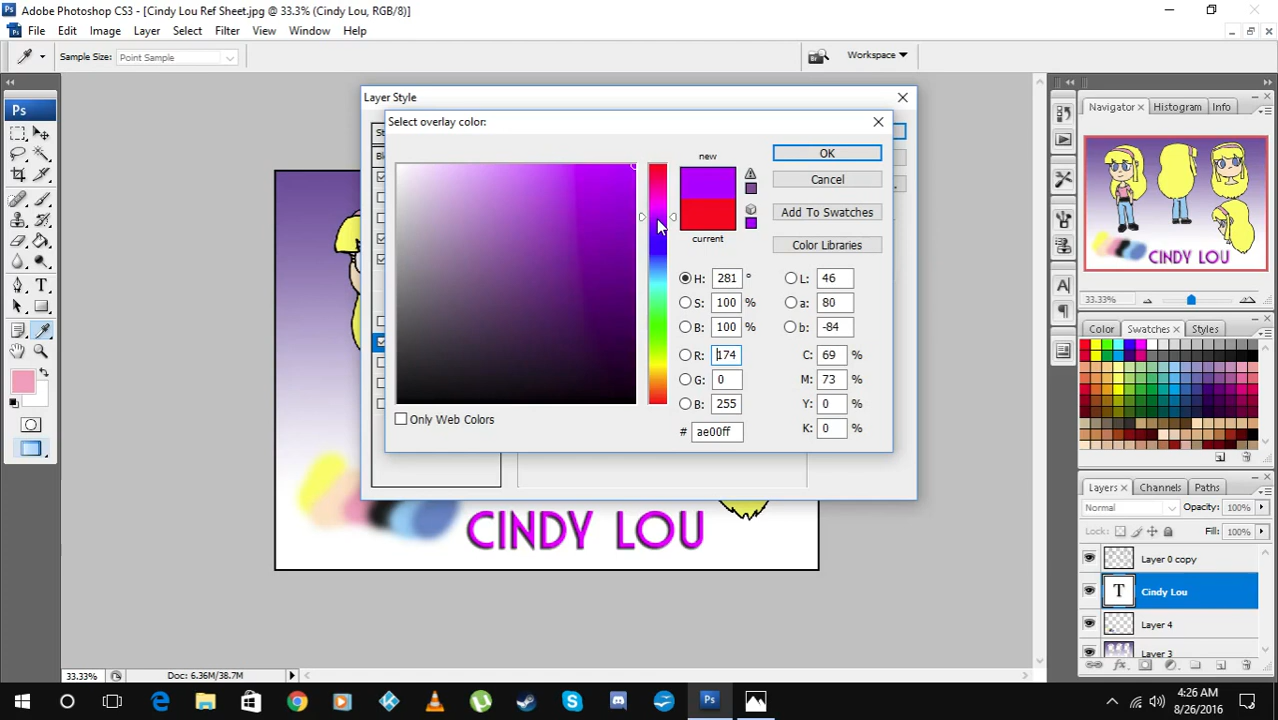 Adobe Photoshop CS3 - [Cindy Lou Ref Sheet.jpg @ 33.3% (Cindy Lou, RGB/8)]
File Edit Image Layer Select Filter View Window Help
Sample Size: Point Sample
Workspace
Ps
Layer Style
Select overlay color:
new
current
OK
Cancel
Add To Swatches
Color Libraries
H: 281 °
S: 100 %
B: 100 %
R: 174
G: 0
B: 255
# ae00ff
L: 46
a: 80
b: -84
C: 69 %
M: 73 %
Y: 0 %
K: 0 %
Only Web Colors
CINDY LOU
Navigator Histogram Info
CINDY LOU
33.33%
Color Swatches Styles
Layers Channels Paths
Normal Opacity: 100%
Lock: Fill: 100%
Layer 0 copy
T Cindy Lou
Layer 4
Layer 3
33.33% Doc: 6.36M/38.7M
4:26 AM
8/26/2016